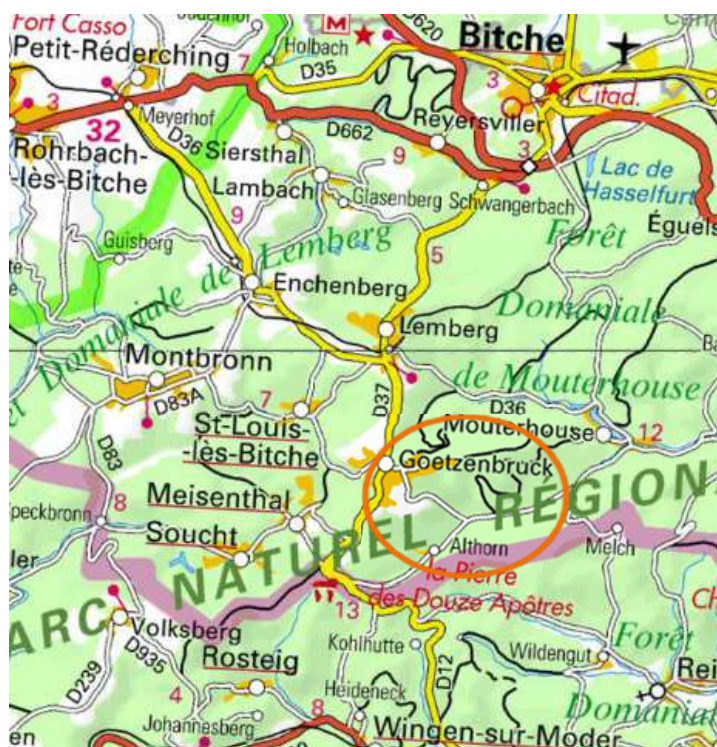 Fort Casso
Petit-Réderching
7
Holbach
M
D620
Bitche
D35
3
Citad.
3
Meyerhof
32
D36
Siersthal
D662
Reyersviller
9
3
Rohrbach-
-lès-Bitche
Lambach
Glasenberg
Schwangerbach
Lac de
Hasselfurt
9
5
Éguels
Guisberg
Forêt
Domaniale de Lemberg
Enchenberg
Domaniale
Lemberg
de Mouterhouse
Montbronn
D83A
7
D37
D36
St-Louis-
-lès-Bitche
Mouterhouse
12
D83
Goetzenbruck
8
Meisenthal
peckbronn
Soucht
Althorn
Melch
ARC NATUREL RÉGION
la Pierre
des Douze Apôtres
13
Volksberg
Kohlhutte
Forêt
D239
D935
Rosteig
D12
Wildengut
Rei
4
Heideneck
Domanial
Johannesberg
8
Wingen-sur-Moder
en